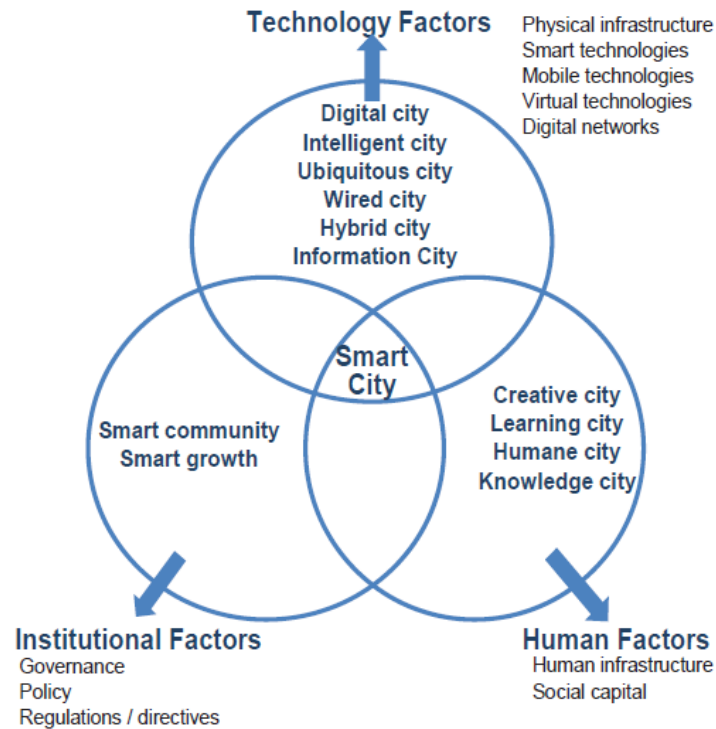 Technology Factors
Physical infrastructure
Smart technologies
Mobile technologies
Virtual technologies
Digital networks
Digital city
Intelligent city
Ubiquitous city
Wired city
Hybrid city
Information City
Smart
City
Smart community
Smart growth
Creative city
Learning city
Humane city
Knowledge city
Institutional Factors
Governance
Policy
Regulations / directives
Human Factors
Human infrastructure
Social capital